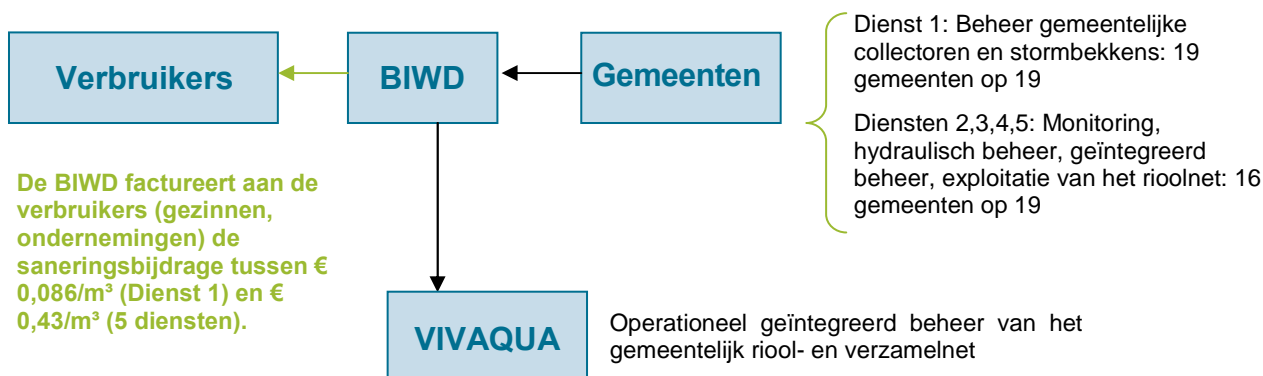 Verbruikers
BIWD
Gemeenten
Dienst 1: Beheer gemeentelijke
collectoren en stormbekkens: 19
gemeenten op 19
Diensten 2,3,4,5: Monitoring,
hydraulisch beheer, geïntegreerd
beheer, exploitatie van het rioolnet: 16
gemeenten op 19
De BIWD factureert aan de
verbruikers (gezinnen,
ondernemingen) de
saneringsbijdrage tussen €
0,086/m³ (Dienst 1) en €
0,43/m³ (5 diensten).
VIVAQUA
Operationeel geïntegreerd beheer van het
gemeentelijk riool- en verzamelnet